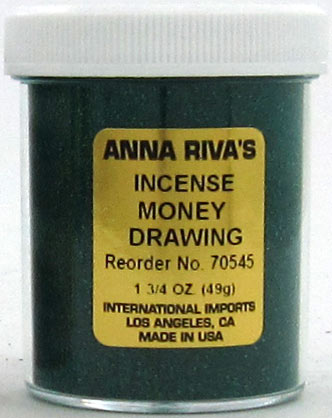 ANNA RIVA'S
INCENSE
MONEY
DRAWING
Reorder No. 70545
1 3/4 OZ. (49g)
INTERNATIONAL IMPORTS
LOS ANGELES, CA
MADE IN USA